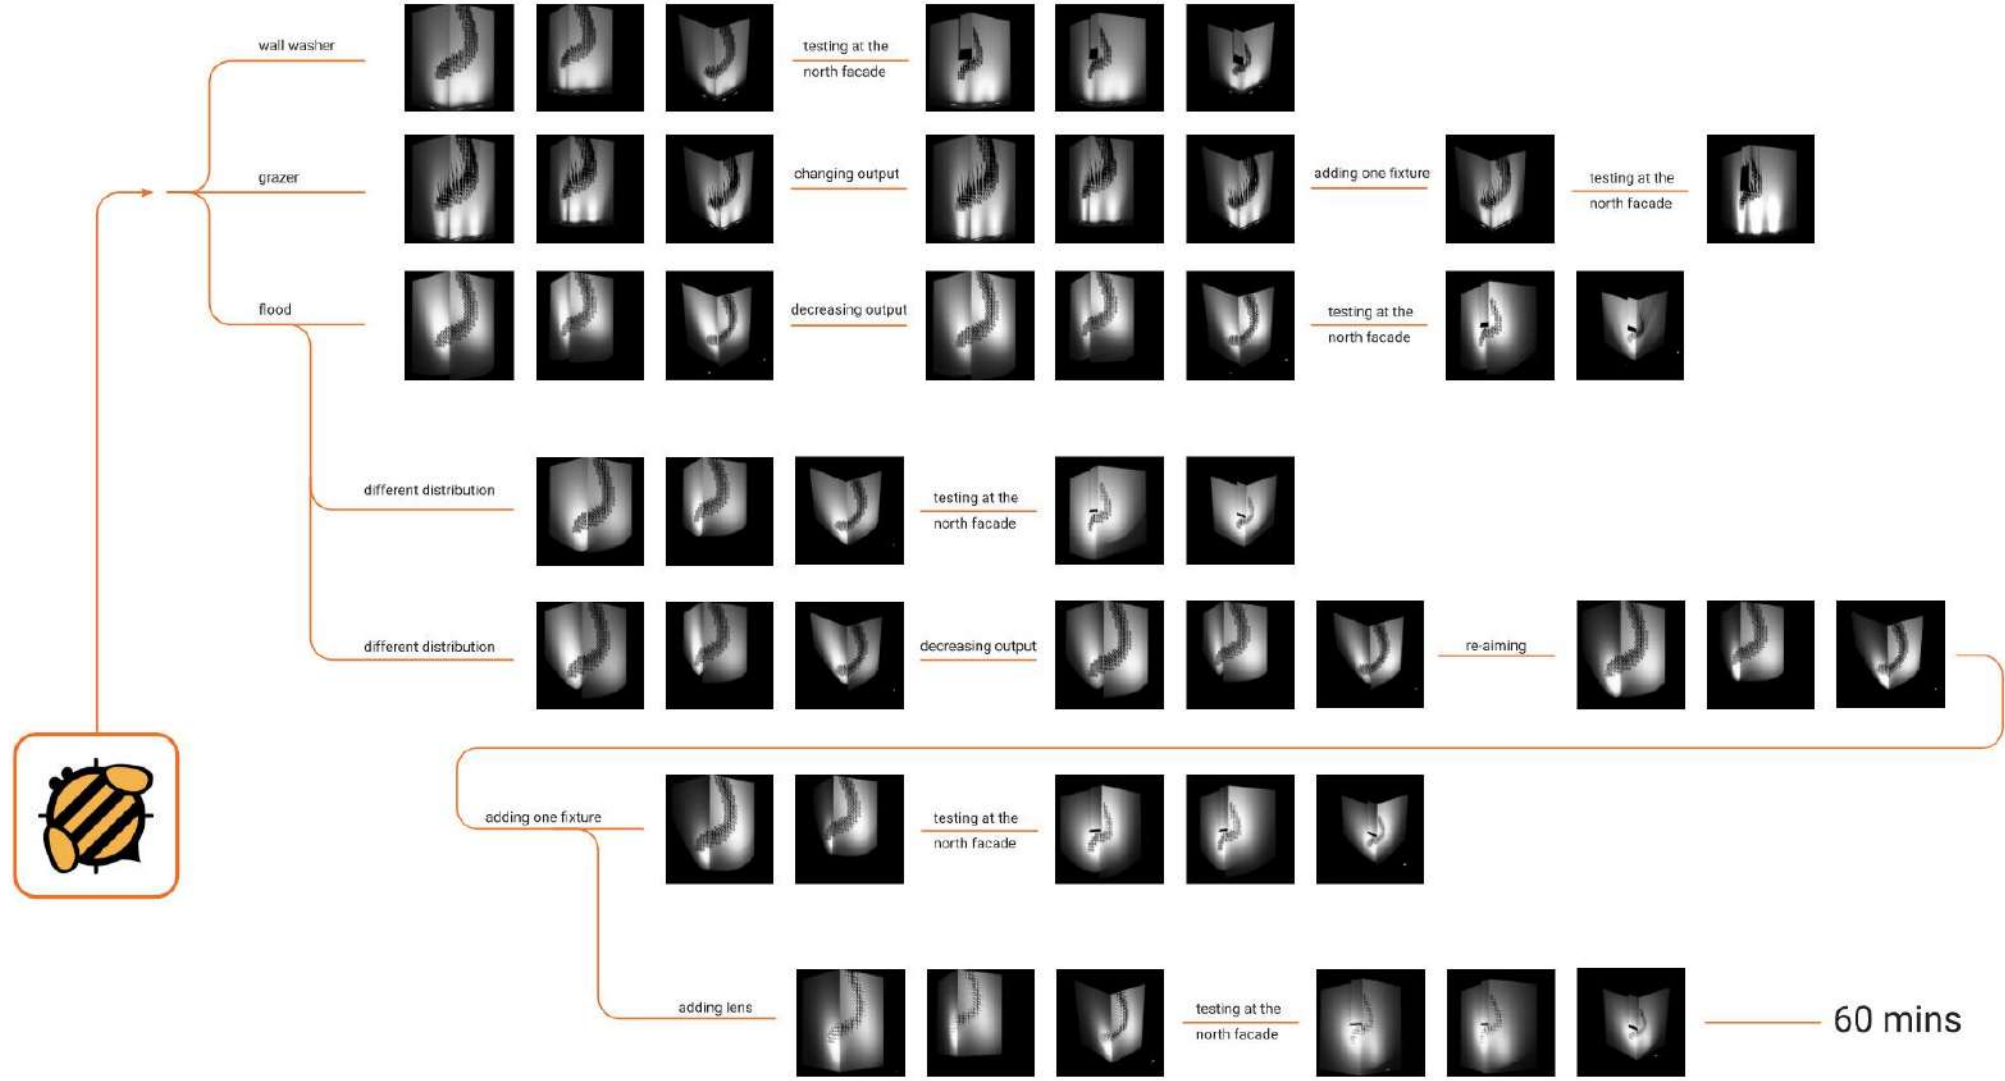 wall washer
testing at the
north facade
grazer
changing output
adding one fixture
testing at the
north facade
flood
decreasing output
testing at the
north facade
different distribution
testing at the
north facade
different distribution
decreasing output
re-aiming
adding one fixture
testing at the
north facade
adding lens
testing at the
north facade
60 mins